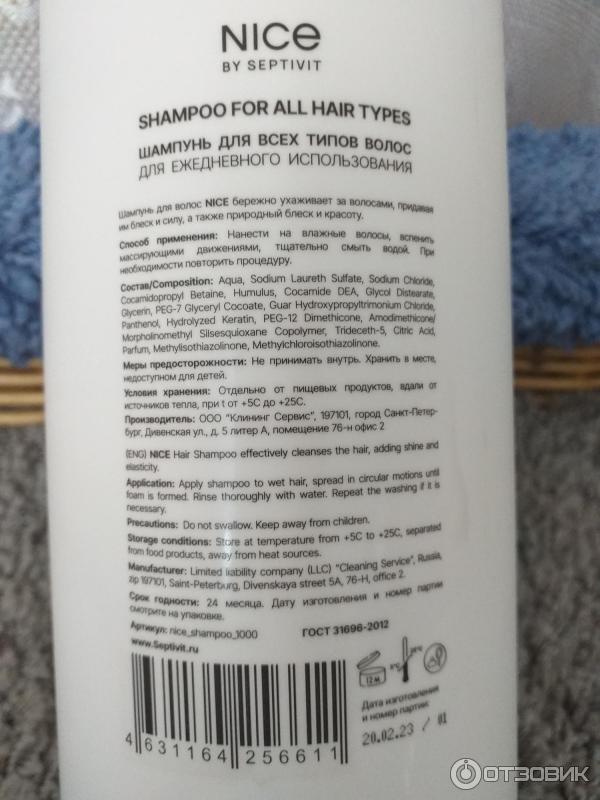 NICE
BY SEPTIVIT
SHAMPOO FOR ALL HAIR TYPES
ШАМПУНЬ ДЛЯ ВСЕХ ТИПОВ ВОЛОС
ДЛЯ ЕЖЕДНЕВНОГО ИСПОЛЬЗОВАНИЯ
Шампунь для волос NICE бережно ухаживает за волосами, придавая
им блеск и силу, а также природный блеск и красоту.
Способ применения: Нанести на влажные волосы, вспенить
массирующими движениями, тщательно смыть водой. При
необходимости повторить процедуру.
Состав/Composition: Aqua, Sodium Laureth Sulfate, Sodium Chloride,
Cocamidopropyl Betaine, Humulus, Cocamide DEA, Glycol Distearate,
Glycerin, PEG-7 Glyceryl Cocoate, Guar Hydroxypropyltrimonium Chloride,
Panthenol, Hydrolyzed Keratin, PEG-12 Dimethicone, Amodimethicone/
Morpholinomethyl Silsesquioxane Copolymer, Trideceth-5, Citric Acid,
Parfum, Methylisothiazolinone, Methylchloroisothiazolinone.
Меры предосторожности: Не принимать внутрь. Хранить в месте,
недоступном для детей.
Условия хранения: Отдельно от пищевых продуктов, вдали от
источников тепла, при t от +5С до +25С.
Производитель: ООО "Клининг Сервис", 197101, город Санкт-Петер-
бург, Дивенская ул., д. 5 литер А, помещение 76-н офис 2
(ENG) NICE Hair Shampoo effectively cleanses the hair, adding shine and
elasticity.
Application: Apply shampoo to wet hair, spread in circular motions until
foam is formed. Rinse thoroughly with water. Repeat the washing if it is
necessary.
Precautions: Do not swallow. Keep away from children.
Storage conditions: Store at temperature from +5C to +25C, separated
from food products, away from heat sources.
Manufacturer: Limited liability company (LLC) "Cleaning Service", Russia,
zip 197101, Saint-Peterburg, Divenskaya street 5A, 76-H, office 2.
Срок годности: 24 месяца. Дату изготовления и номер партии
смотрите на упаковке.
Артикул: nice_shampoo_1000 ГОСТ 31696-2012
www.Septivit.ru
12 M 5°C 25°C
Дата изготовления
и номер партии:
20.02.23 / 01
4 631164 256611
ОТЗОВИК